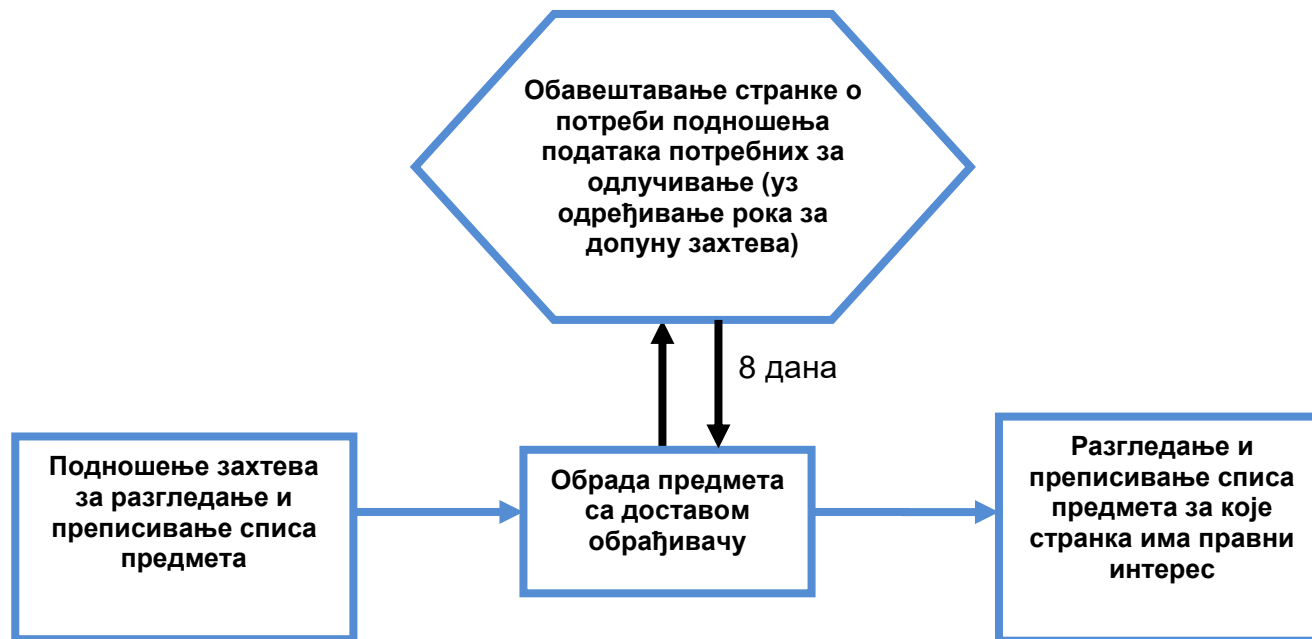 Обавештавање странке о
потреби подношења
података потребних за
одлучивање (уз
одређивање рока за
допуну захтева)
8 дана
Подношење захтева
за разгледање и
преписивање списа
предмета
Обрада предмета
са доставом
обрађивачу
Разгледање и
преписивање списа
предмета за које
странка има правни
интерес